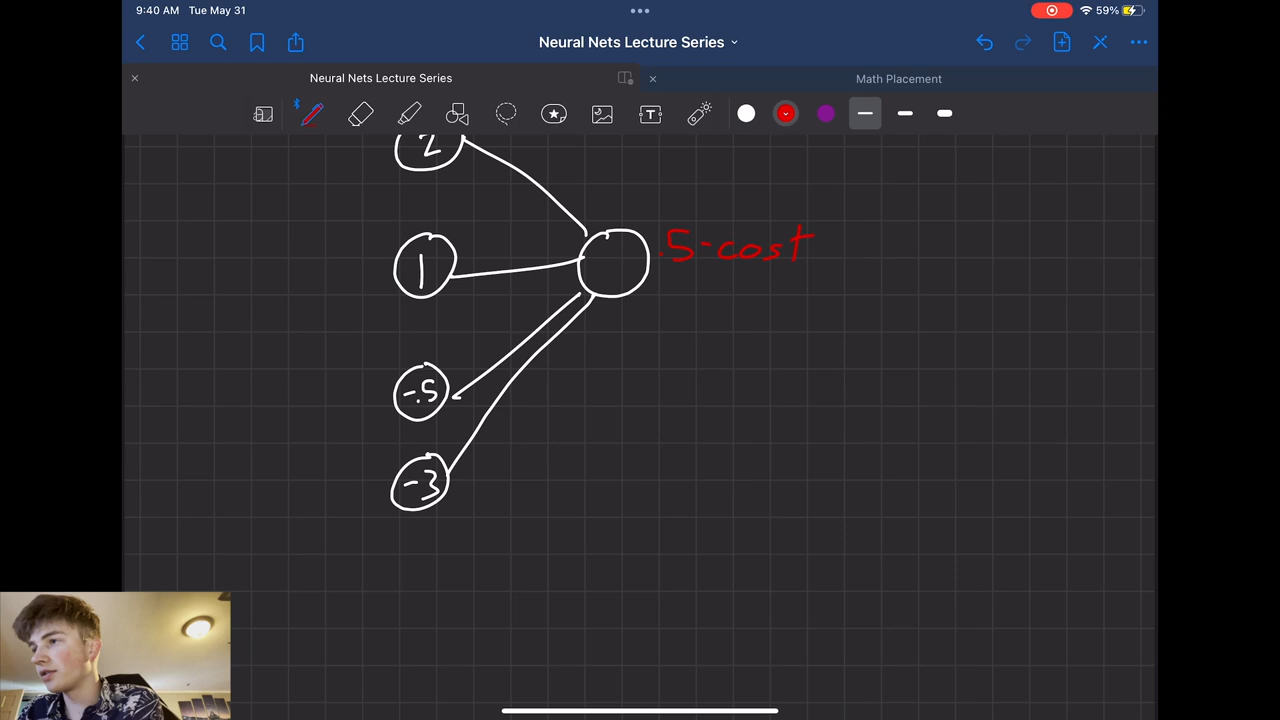 9:40 AM Tue May 31
59%
Neural Nets Lecture Series
Neural Nets Lecture Series
Math Placement
T
2
1
.5-cost
-.5
-3